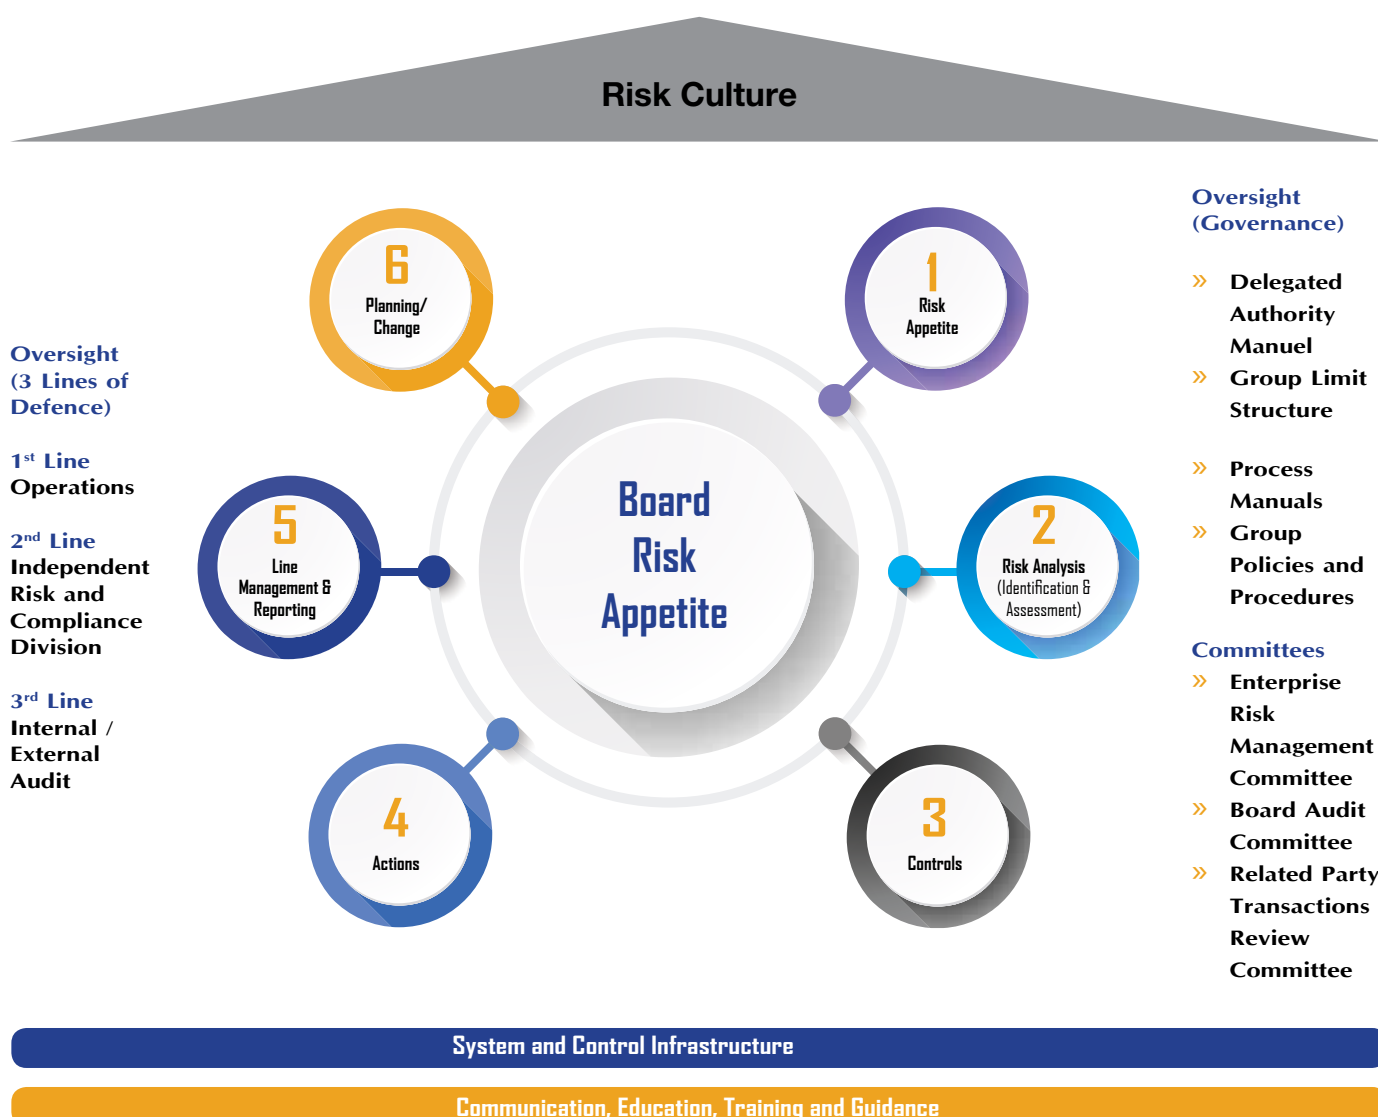 Risk Culture
Oversight
(3 Lines of
Defence)
1st Line
Operations
2nd Line
Independent
Risk and
Compliance
Division
3rd Line
Internal /
External
Audit
6
Planning/
Change
1
Risk
Appetite
5
Line
Management &
Reporting
Board
Risk
Appetite
2
Risk Analysis
(Identification &
Assessment)
4
Actions
3
Controls
Oversight
(Governance)
» Delegated
Authority
Manuel
» Group Limit
Structure
» Process
Manuals
» Group
Policies and
Procedures
Committees
» Enterprise
Risk
Management
Committee
» Board Audit
Committee
» Related Party
Transactions
Review
Committee
System and Control Infrastructure
Communication, Education, Training and Guidance